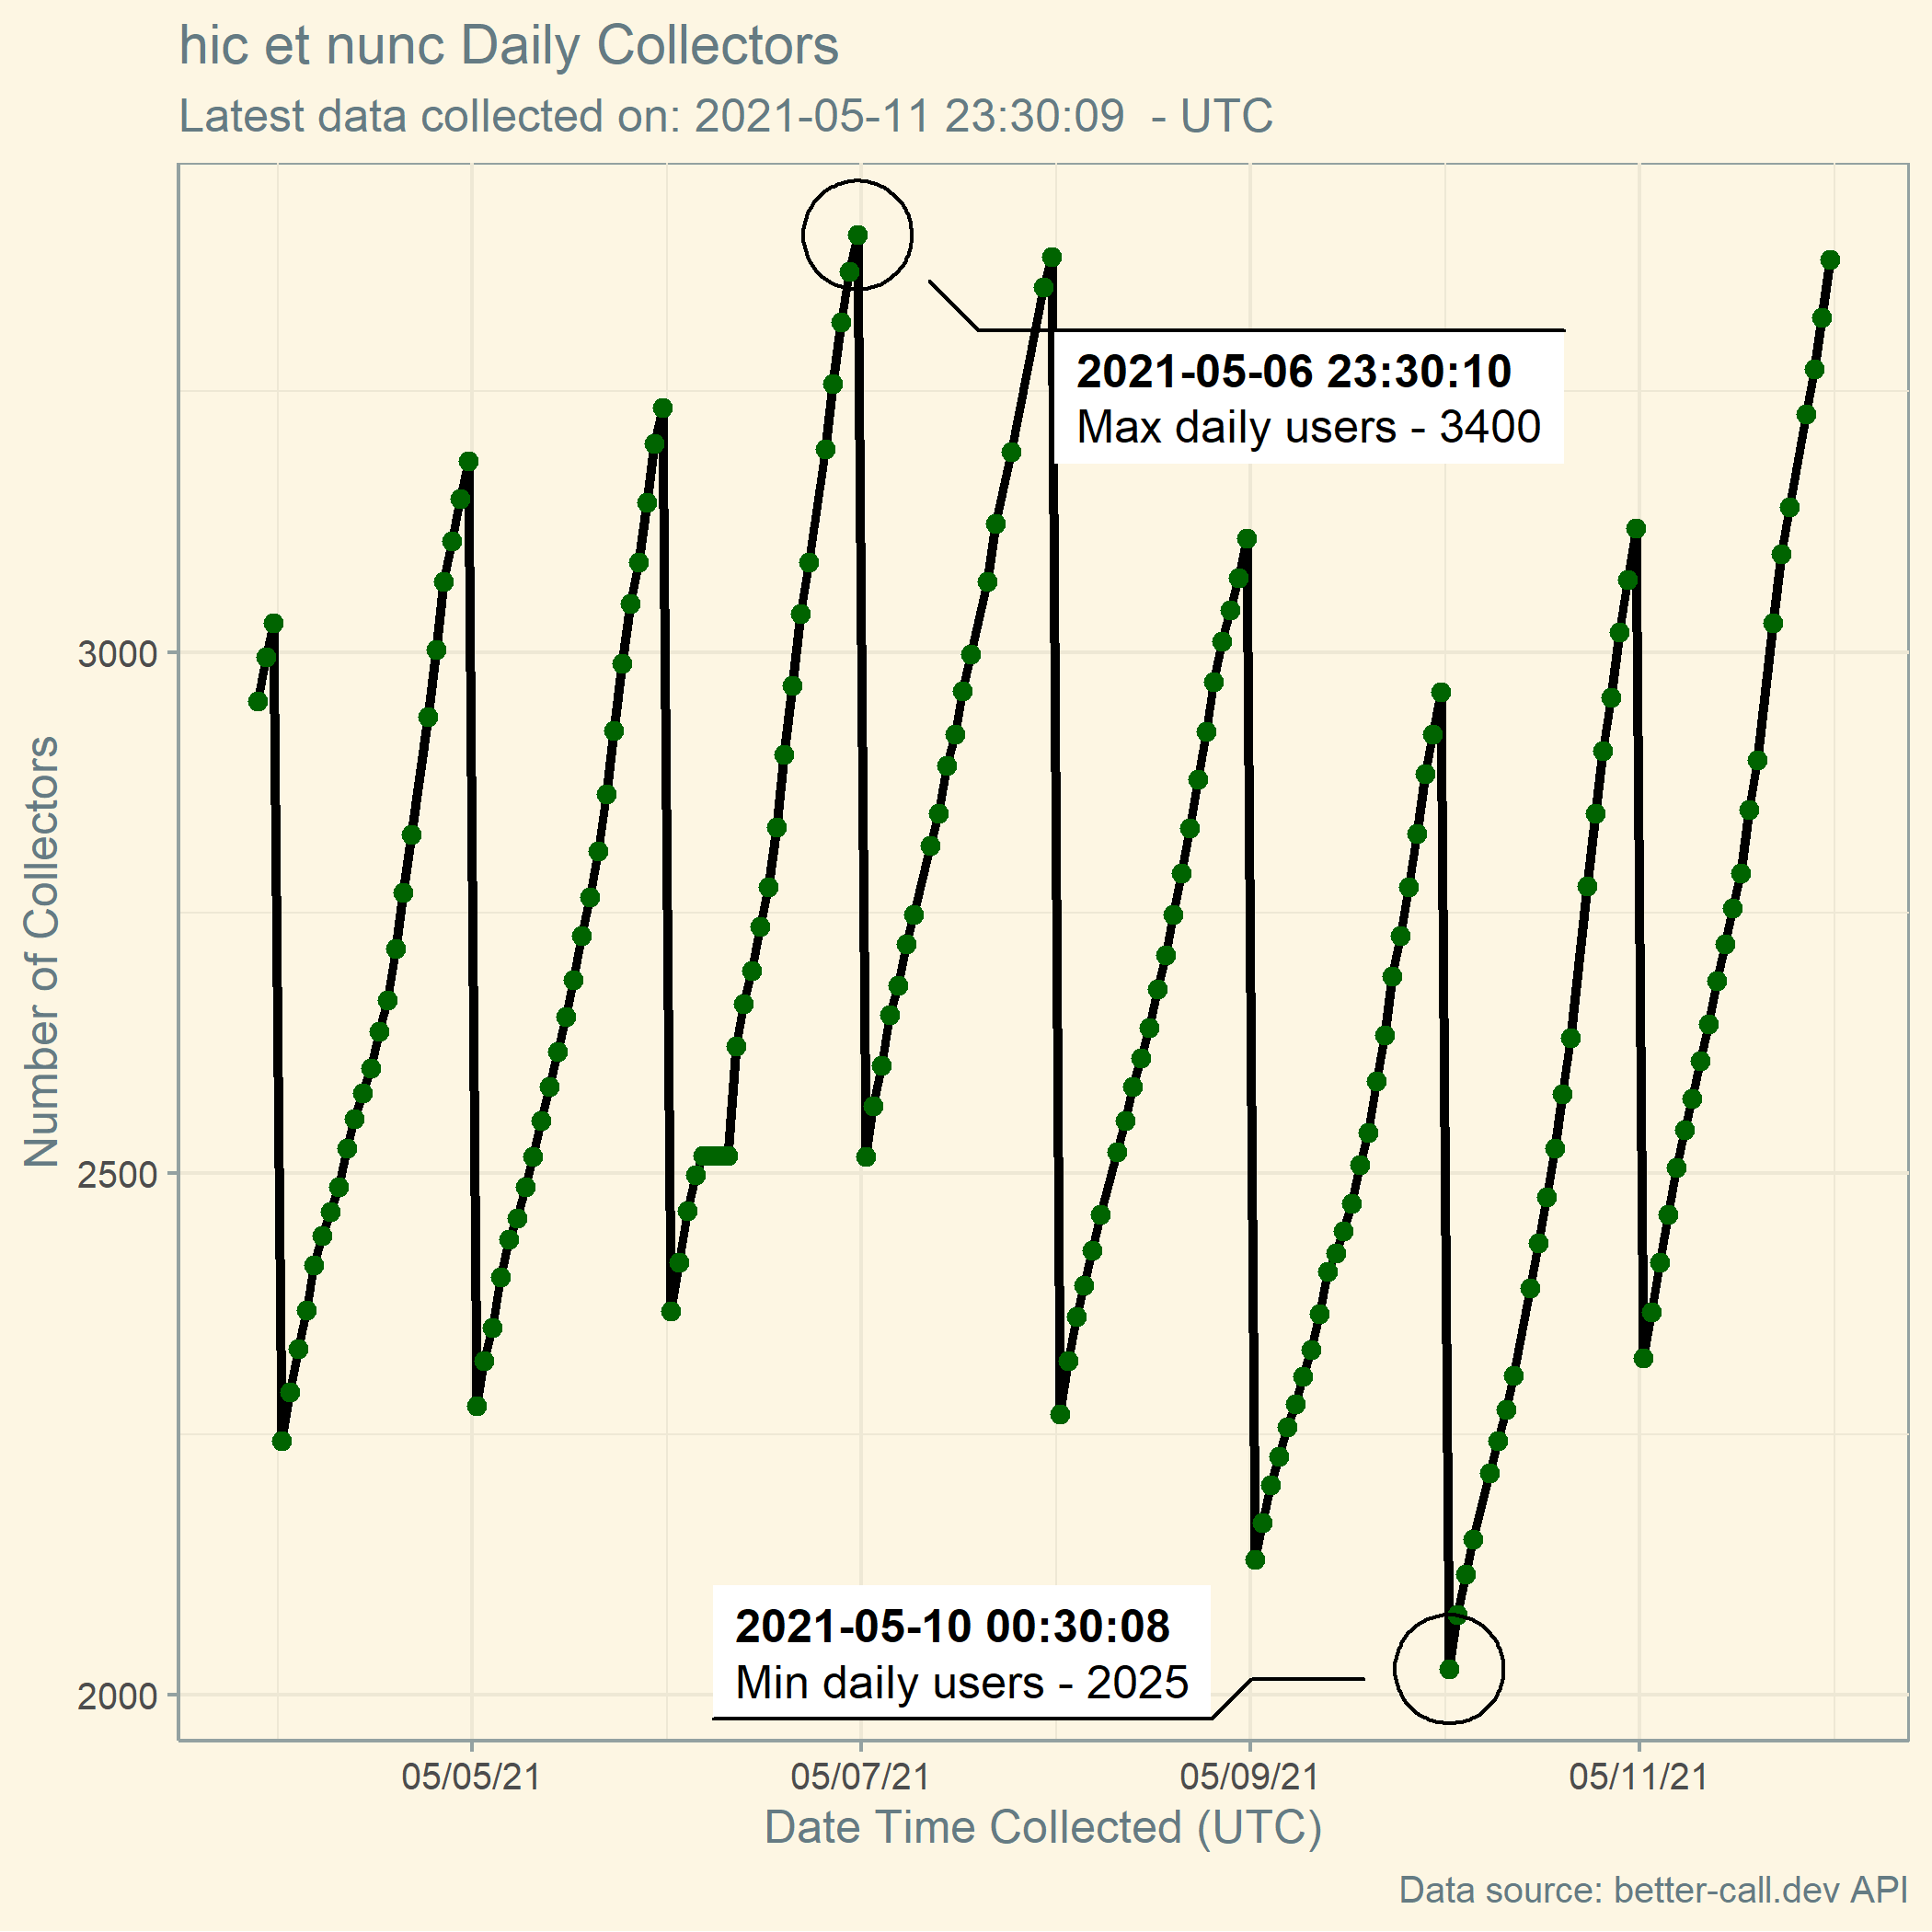 hic et nunc Daily Collectors
Latest data collected on: 2021-05-11 23:30:09  - UTC
2021-05-06 23:30:10
Max daily users - 3400
Number of Collectors
3000
2500
2000
2021-05-10 00:30:08
Min daily users - 2025
05/05/21
05/07/21
05/09/21
05/11/21
Date Time Collected (UTC)
Data source: better-call.dev API